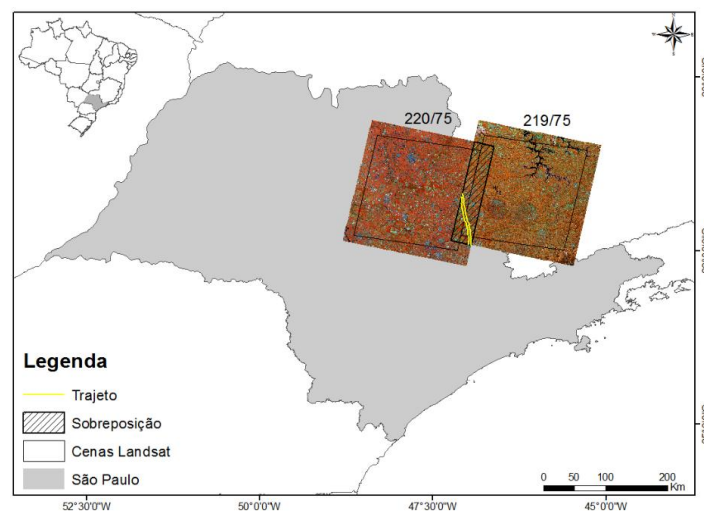 220/75
219/75
Legenda
Trajeto
Sobreposição
Cenas Landsat
São Paulo
0 50 100 200
Km
52°30'0"W
50°0'0"W
47°30'0"W
45°0'0"W